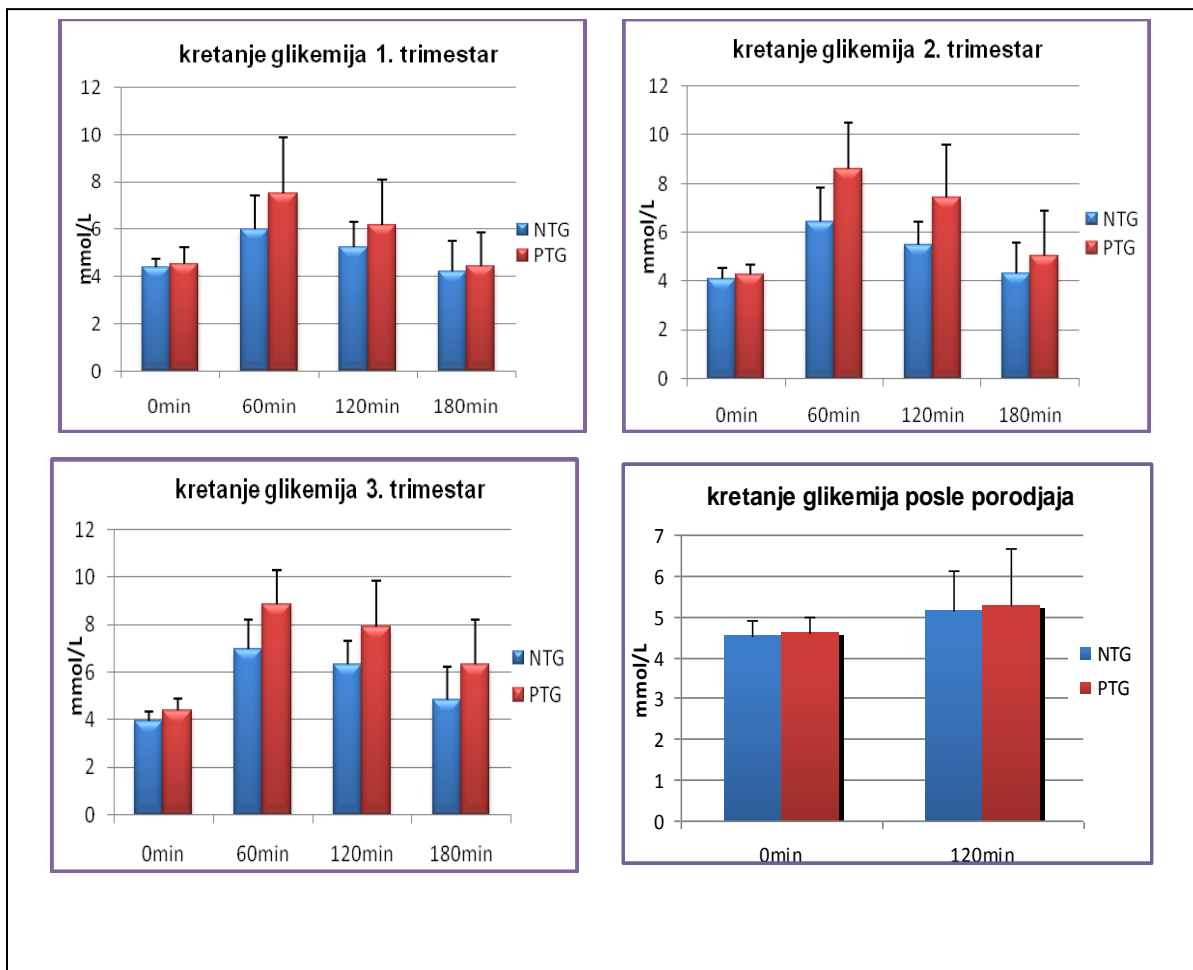 kretanje glikemija 1. trimestar
12
10
8
6
4
2
0
mmol/L
0min 60min 120min 180min
NTG
PTG
kretanje glikemija 2. trimestar
12
10
8
6
4
2
0
mmol/L
0min 60min 120min 180min
NTG
PTG
kretanje glikemija 3. trimestar
12
10
8
6
4
2
0
mmol/L
0min 60min 120min 180min
NTG
PTG
kretanje glikemija posle porodjaja
7
6
5
4
3
2
1
0
mmol/L
0min 120min
NTG
PTG